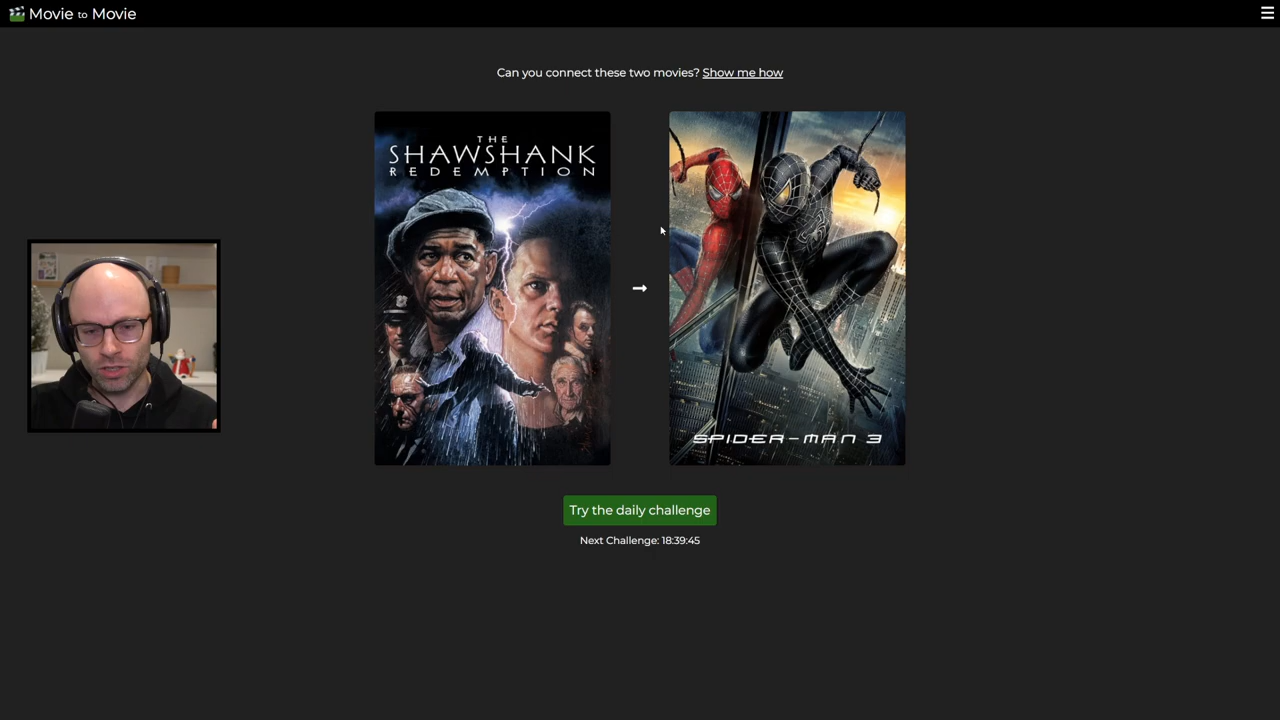 Movie to Movie
Can you connect these two movies? Show me how
THE
SHAWSHANK
REDEMPTION
SPIDER-MAN 3
Try the daily challenge
Next Challenge: 18:39:45